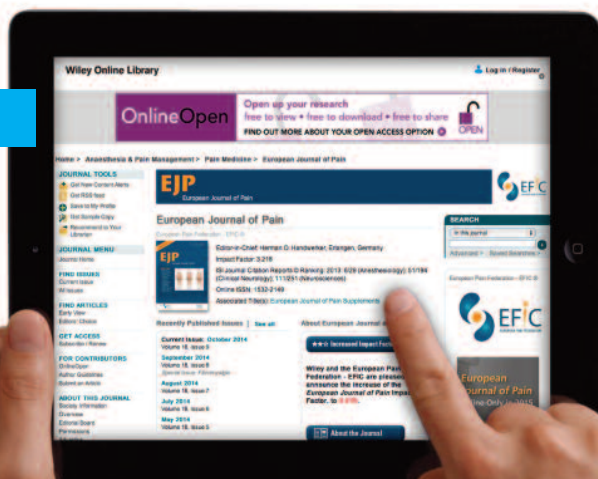 Wiley Online Library
Log in / Register
OnlineOpen
Open up your research
free to view • free to download • free to share
FIND OUT MORE ABOUT YOUR OPEN ACCESS OPTION
OPEN
Home > Anaesthesia & Pain Management > Pain Medicine > European Journal of Pain
JOURNAL TOOLS
Get New Content Alerts
Get RSS feed
Save to My Profile
Get Sample Copy
Recommend to Your
Librarian
JOURNAL MENU
Journal Home
FIND ISSUES
Current Issue
All Issues
FIND ARTICLES
Early View
Editors' Choice
GET ACCESS
Subscribe / Renew
FOR CONTRIBUTORS
OnlineOpen
Author Guidelines
Submit an Article
ABOUT THIS JOURNAL
Society Information
Overview
Editorial Board
Permissions
EJP
European Journal of Pain
EFIC
European Journal of Pain
European Pain Federation - EFIC ®
EJP
Editor-in-Chief: Herman O. Handwerker, Erlangen, Germany
Impact Factor: 3.218
ISI Journal Citation Reports © Ranking: 2013: 6/29 (Anesthesiology); 51/194
(Clinical Neurology); 111/251 (Neurosciences)
Online ISSN: 1532-2149
Associated Title(s): European Journal of Pain Supplements
Recently Published Issues | See all
Current Issue: October 2014
Volume 18, Issue 9
September 2014
Volume 18, Issue 8
August 2014
Volume 18, Issue 7
July 2014
Volume 18, Issue 6
May 2014
Volume 18, Issue 5
About European Journal of
Increased Impact Fact
Wiley and the European Pain
Federation - EFIC are pleased
announce the increase of the
European Journal of Pain Impact
Factor, to
About the Journal
SEARCH
In this journal
Advanced > Saved Searches >
European Pain Federation - EFIC ®
EFIC
European
Journal of Pain
Online-Only in 2015